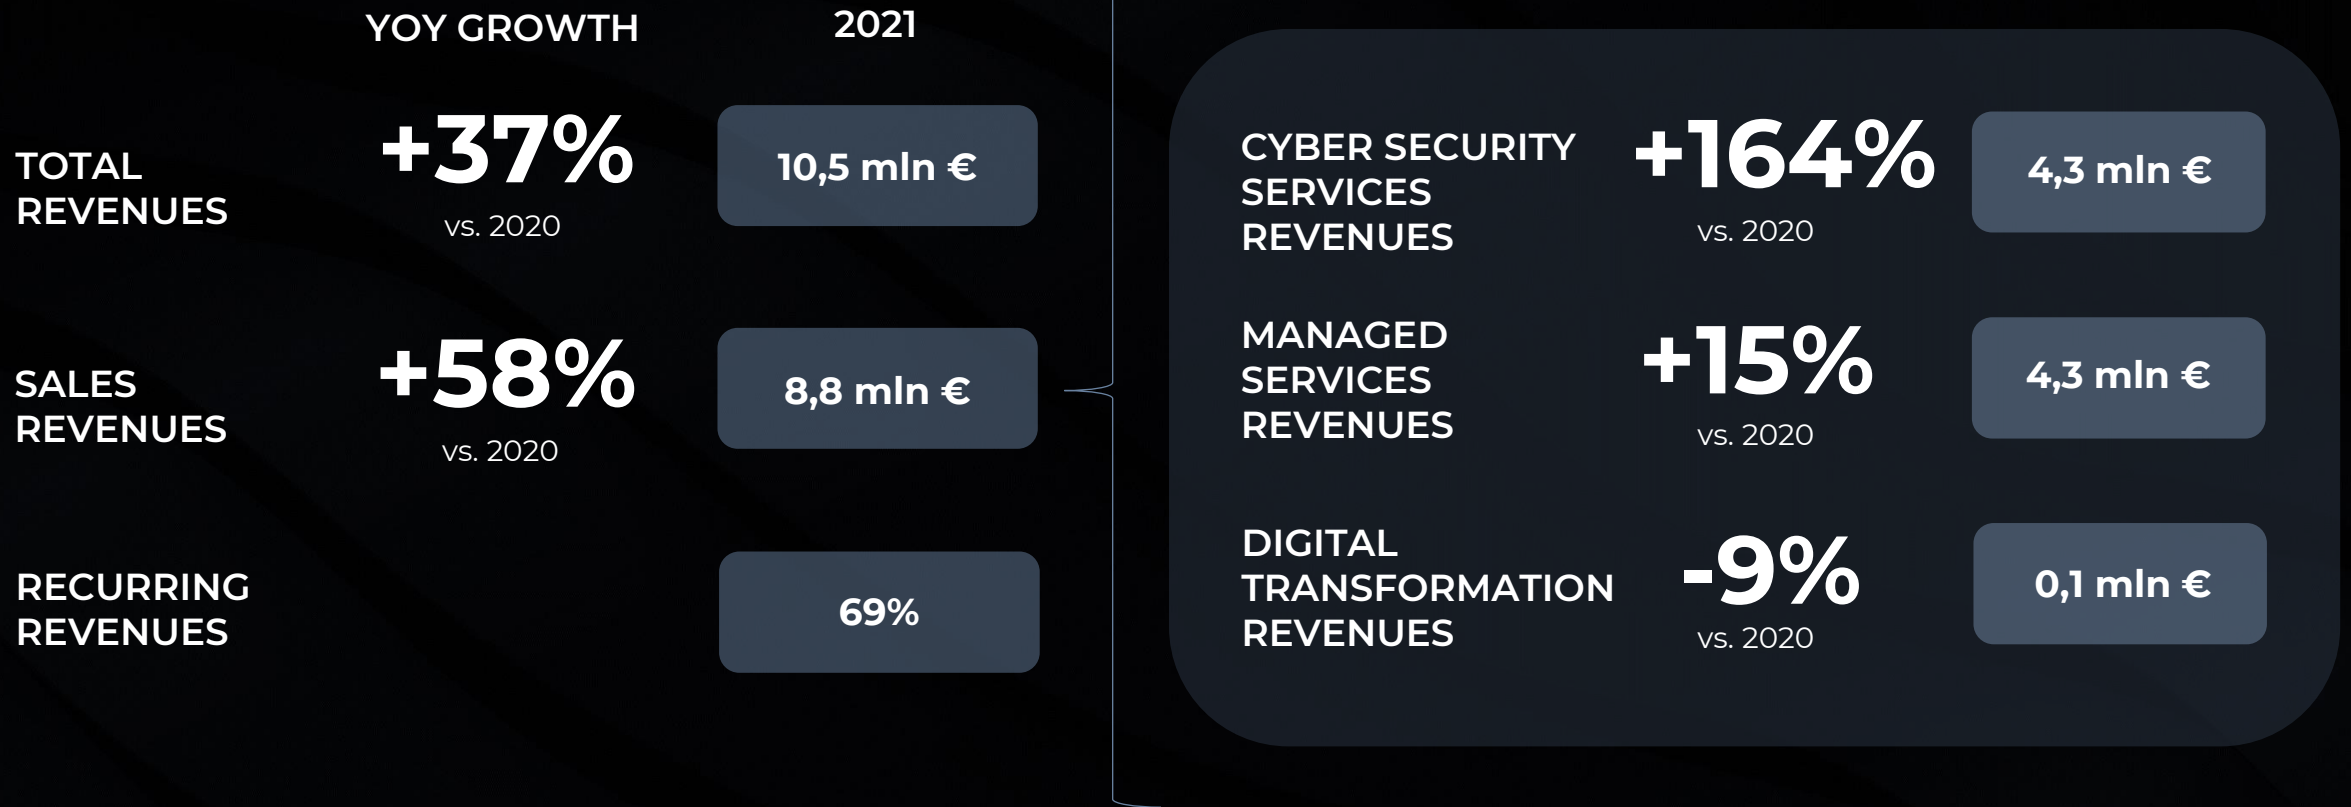 YOY GROWTH
2021
TOTAL
REVENUES
+37%
vs. 2020
10,5 mln €
SALES
REVENUES
+58%
vs. 2020
8,8 mln €
RECURRING
REVENUES
69%
CYBER SECURITY
SERVICES
REVENUES
+164%
vs. 2020
4,3 mln €
MANAGED
SERVICES
REVENUES
+15%
vs. 2020
4,3 mln €
DIGITAL
TRANSFORMATION
REVENUES
-9%
vs. 2020
0,1 mln €